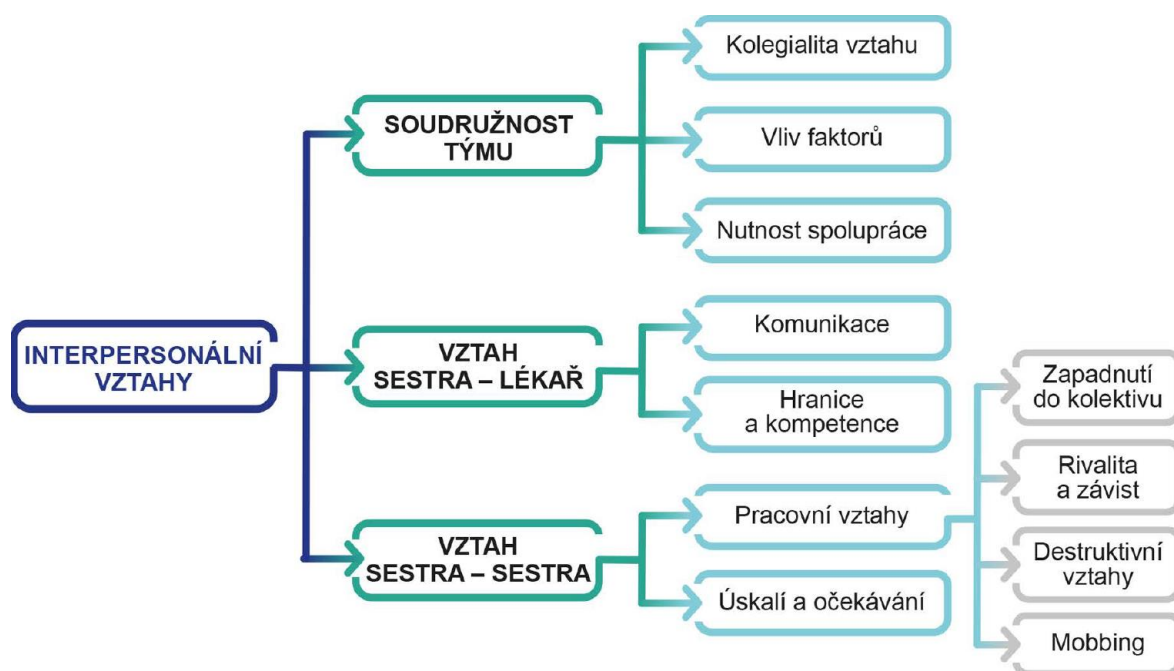 INTERPERSONÁLNÍ
VZTAHY
SOUDRUŽNOST
TÝMU
Kolegialita vztahu
Vliv faktorů
Nutnost spolupráce
VZTAH
SESTRA – LÉKAŘ
Komunikace
Hranice
a kompetence
VZTAH
SESTRA – SESTRA
Pracovní vztahy
Úskalí a očekávání
Zapadnutí
do kolektivu
Rivalita
a závist
Destruktivní
vztahy
Mobbing